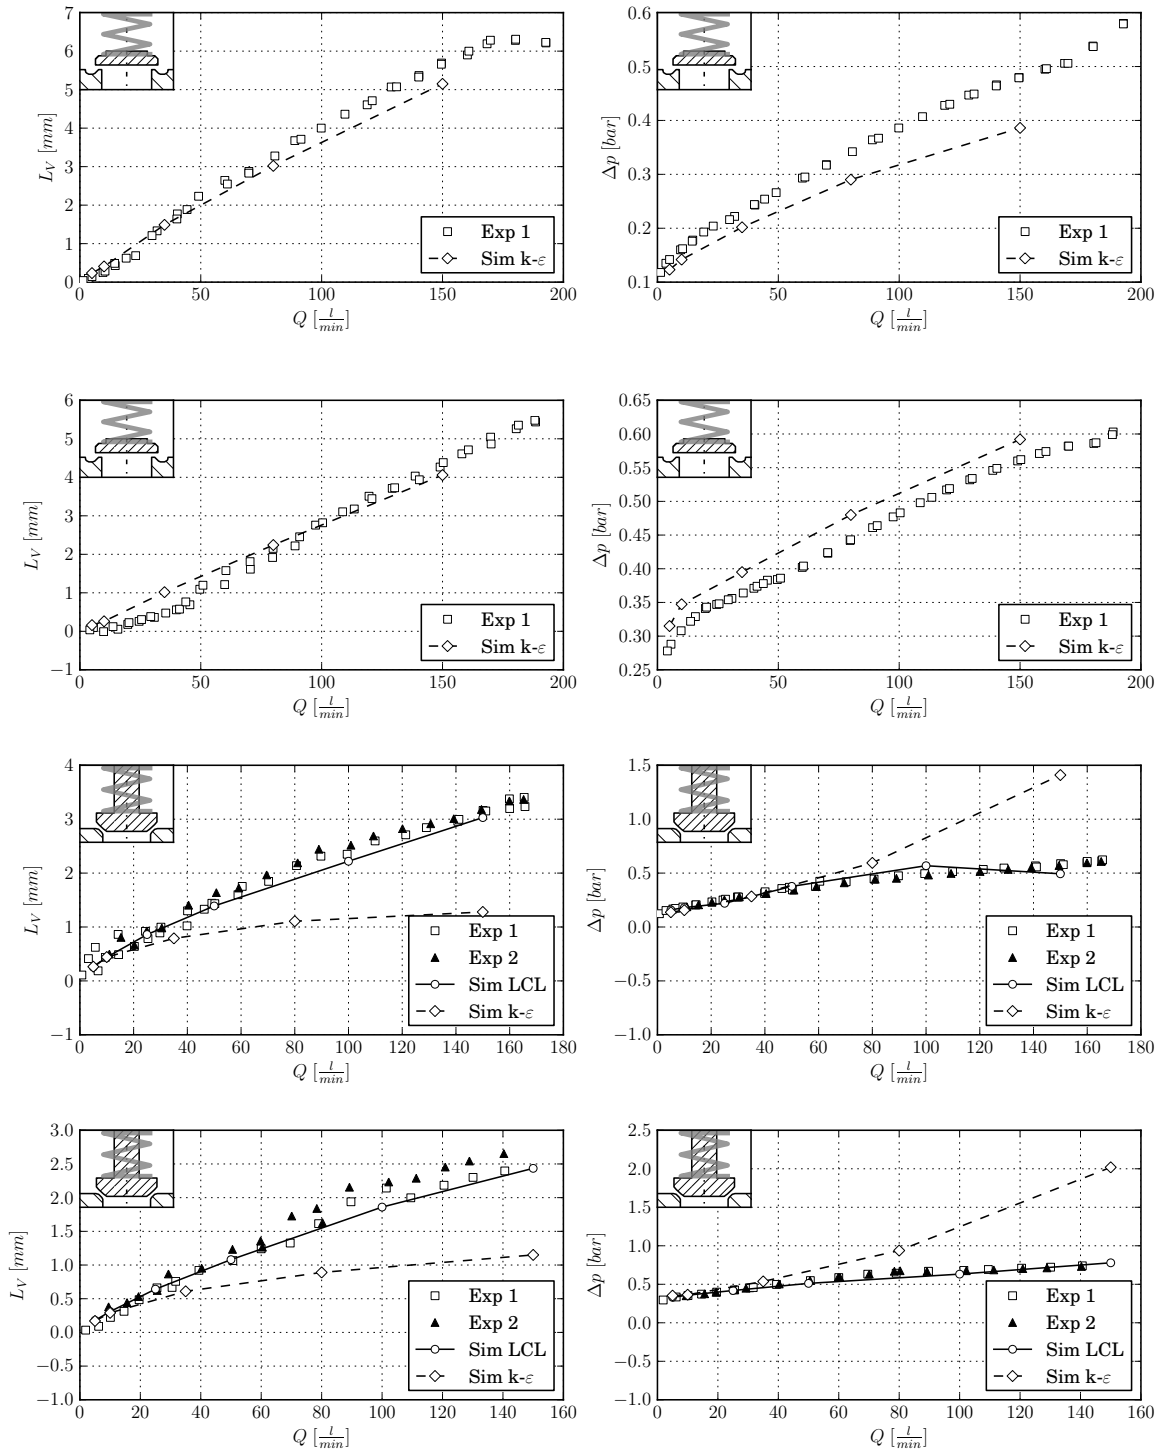 7
6
5
4
3
2
1
0
0 50 100 150 200
L_V [mm]
Q [l/min]
Exp 1
Sim k-ε
0.6
0.5
0.4
0.3
0.2
0.1
0 50 100 150 200
Δp [bar]
Q [l/min]
Exp 1
Sim k-ε
6
5
4
3
2
1
0
−1
0 50 100 150 200
L_V [mm]
Q [l/min]
Exp 1
Sim k-ε
0.65
0.60
0.55
0.50
0.45
0.40
0.35
0.30
0.25
0 50 100 150 200
Δp [bar]
Q [l/min]
Exp 1
Sim k-ε
4
3
2
1
0
−1
0 20 40 60 80 100 120 140 160 180
L_V [mm]
Q [l/min]
Exp 1
Exp 2
Sim LCL
Sim k-ε
1.5
1.0
0.5
0.0
−0.5
−1.0
0 20 40 60 80 100 120 140 160 180
Δp [bar]
Q [l/min]
Exp 1
Exp 2
Sim LCL
Sim k-ε
3.0
2.5
2.0
1.5
1.0
0.5
0.0
−0.5
−1.0
0 20 40 60 80 100 120 140 160
L_V [mm]
Q [l/min]
Exp 1
Exp 2
Sim LCL
Sim k-ε
2.5
2.0
1.5
1.0
0.5
0.0
−0.5
−1.0
0 20 40 60 80 100 120 140 160
Δp [bar]
Q [l/min]
Exp 1
Exp 2
Sim LCL
Sim k-ε